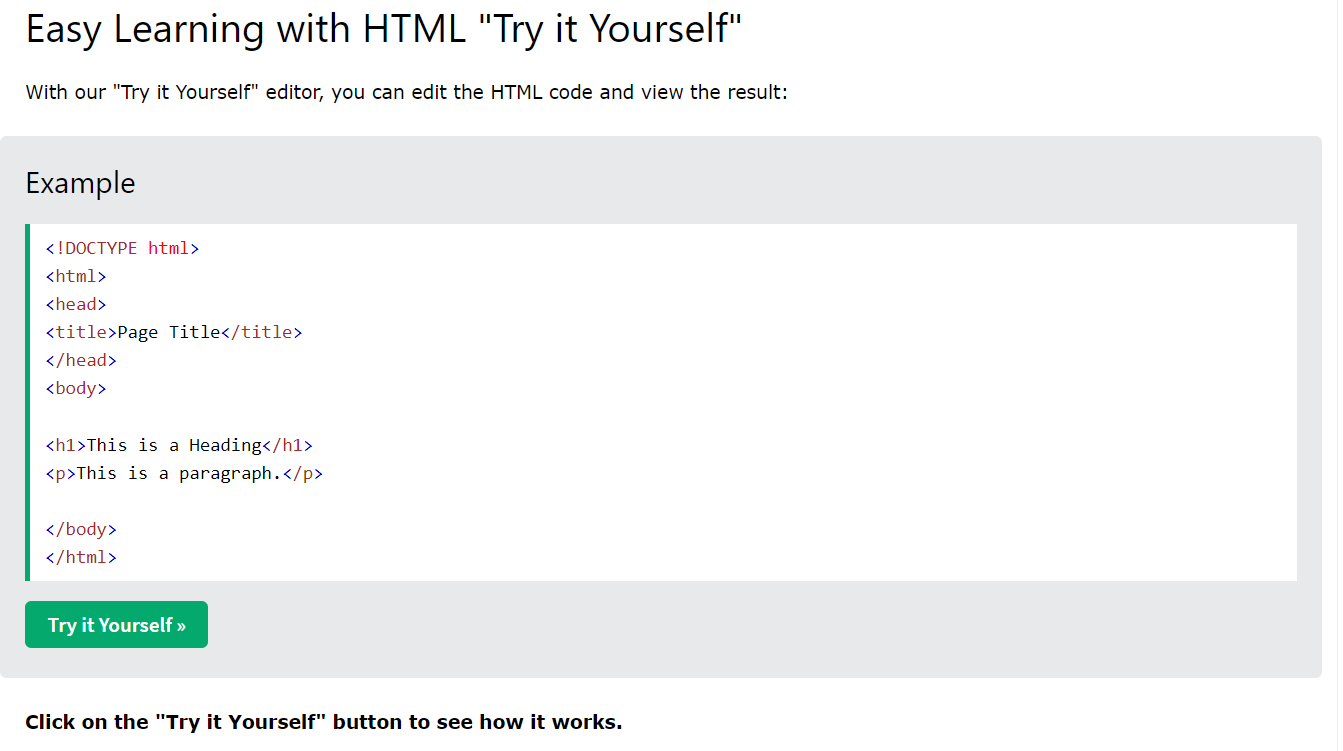 Easy Learning with HTML "Try it Yourself"
With our "Try it Yourself" editor, you can edit the HTML code and view the result:
Example
<!DOCTYPE html>
<html>
<head>
<title>Page Title</title>
</head>
<body>
<h1>This is a Heading</h1>
<p>This is a paragraph.</p>
</body>
</html>
Try it Yourself »
Click on the "Try it Yourself" button to see how it works.